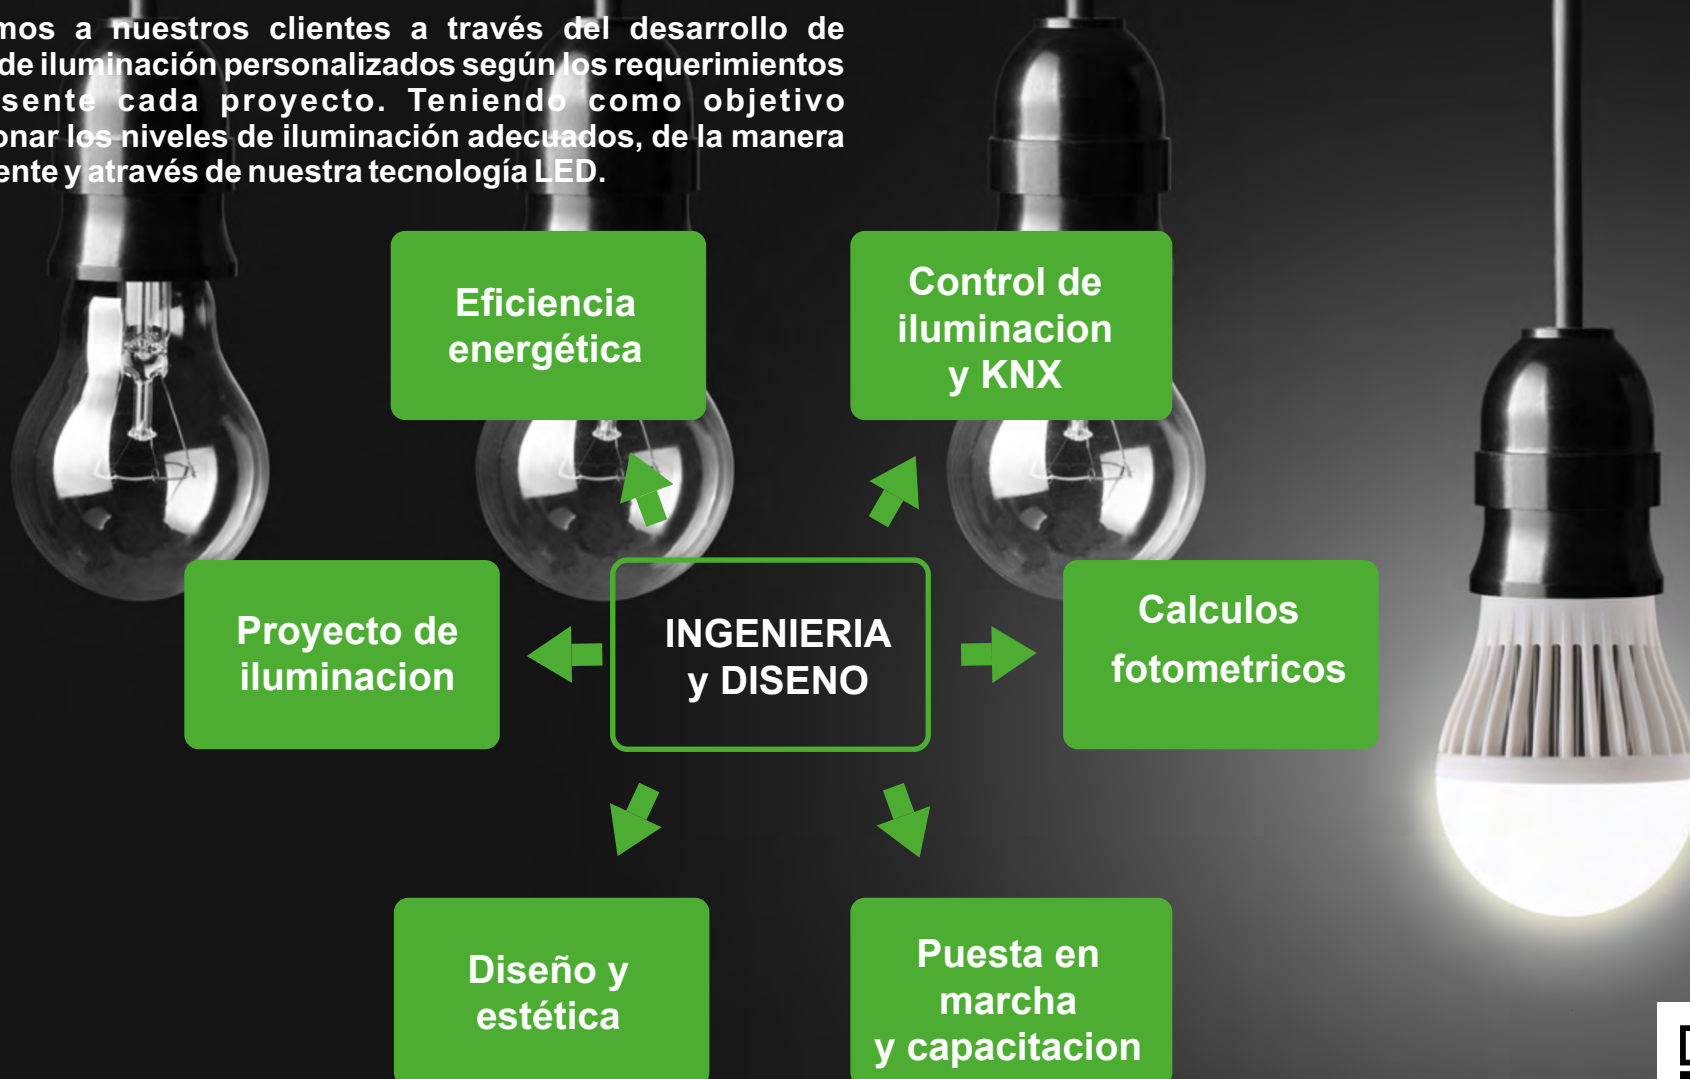 mos a nuestros clientes a través del desarrollo de
de iluminación personalizados según los requerimientos
sente cada proyecto. Teniendo como objetivo
onar los niveles de iluminación adecuados, de la manera
ente y através de nuestra tecnología LED.
Eficiencia
energética
Control de
iluminacion
y KNX
Proyecto de
iluminacion
INGENIERIA
y DISENO
Calculos
fotometricos
Diseño y
estética
Puesta en
marcha
y capacitacion